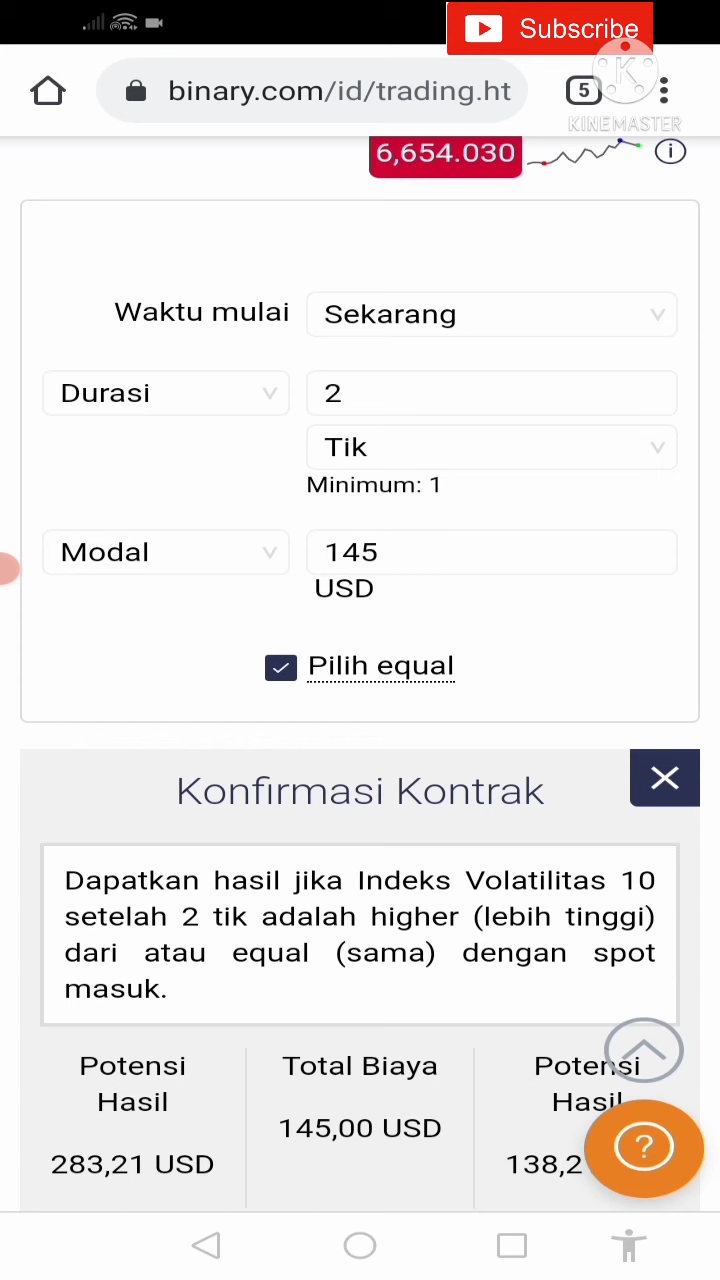 Subscribe
binary.com/id/trading.ht
5
K
KINEMASTER
6,654.030
i
Waktu mulai
Sekarang
Durasi
2
Tik
Minimum: 1
Modal
145
USD
Pilih equal
Konfirmasi Kontrak
Dapatkan hasil jika Indeks Volatilitas 10
setelah 2 tik adalah higher (lebih tinggi)
dari atau equal (sama) dengan spot
masuk.
Potensi
Hasil
283,21 USD
Total Biaya
145,00 USD
Potensi
Hasil
138,2
?